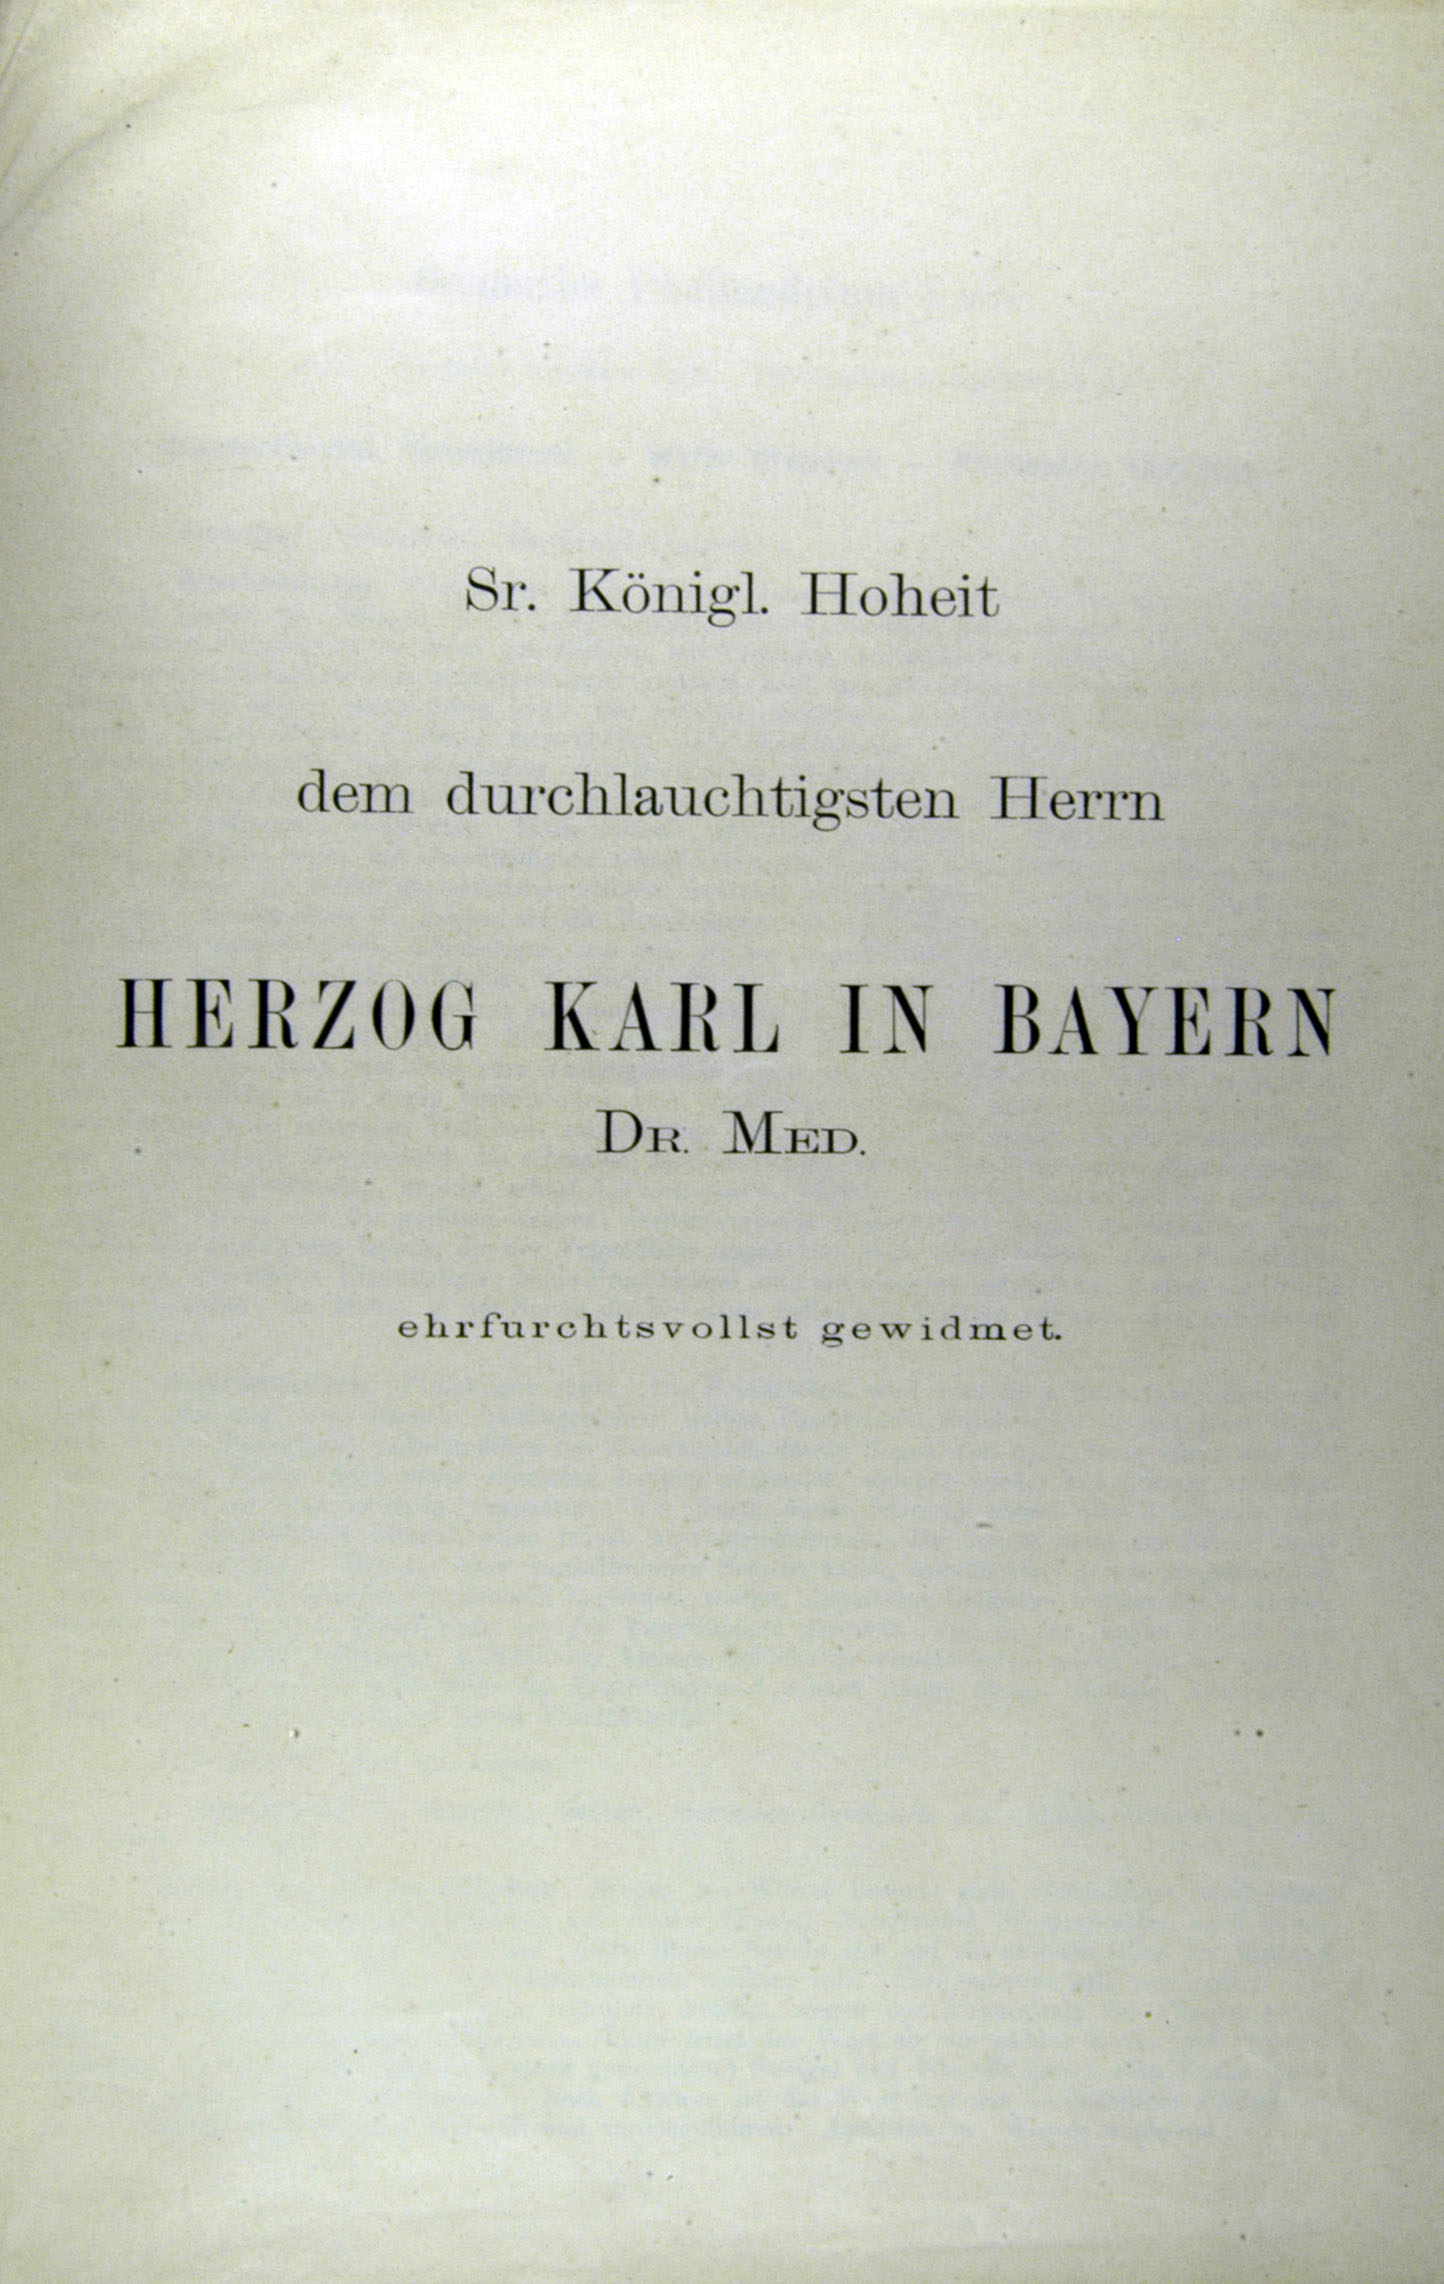 Sr. Königl. Hoheit
dem durchlauchtigsten Herrn
HERZOG KARL IN BAYERN
DR. MED.
ehrfurchtsvollst gewidmet.